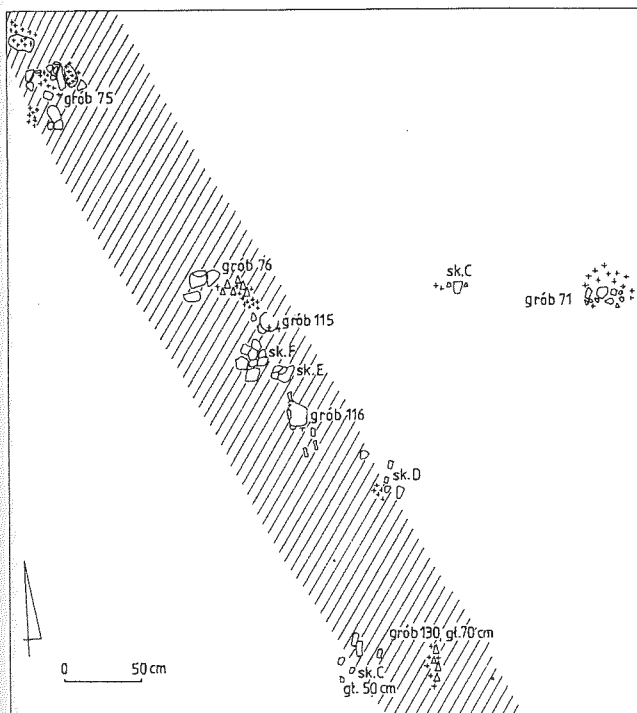 grób 75
grób 76
sk.C
grób 71
grób 115
sk.F
sk.E
grób 116
sk.D
grób 130, gł.70 cm
sk.C
gł. 50 cm
0 50 cm